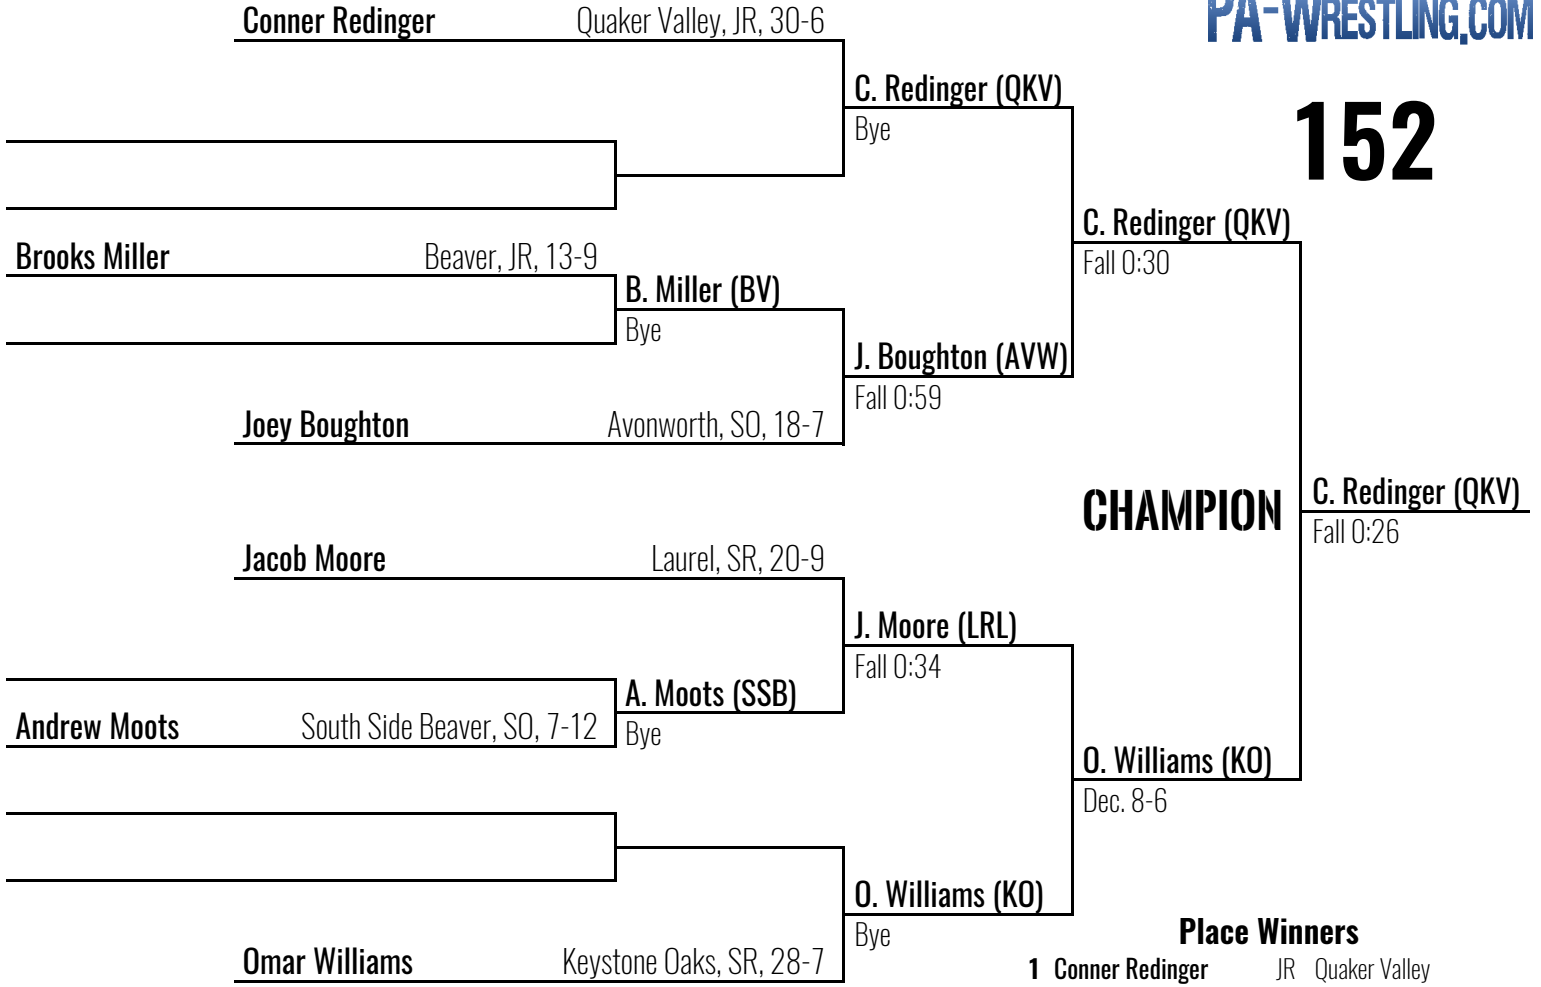 Conner Redinger Quaker Valley, JR, 30-6
PA-WRESTLING.COM
C. Redinger (QKV)
Bye
152
C. Redinger (QKV)
Fall 0:30
Brooks Miller Beaver, JR, 13-9
B. Miller (BV)
Bye
J. Boughton (AVW)
Fall 0:59
Joey Boughton Avonworth, SO, 18-7
CHAMPION
C. Redinger (QKV)
Fall 0:26
Jacob Moore Laurel, SR, 20-9
J. Moore (LRL)
Fall 0:34
A. Moots (SSB)
Bye
Andrew Moots South Side Beaver, SO, 7-12
O. Williams (KO)
Dec. 8-6
O. Williams (KO)
Bye
Omar Williams Keystone Oaks, SR, 28-7
Place Winners
1 Conner Redinger JR Quaker Valley